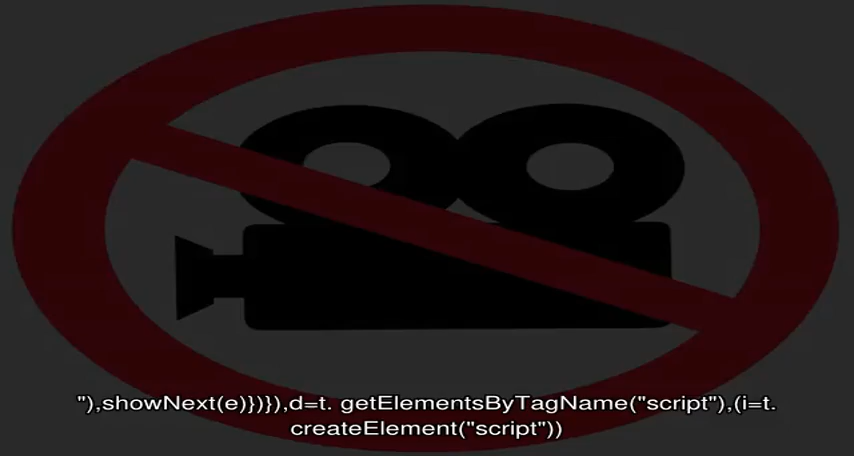 "),showNext(e)})}),d=t. getElementsByTagName("script"),(i=t.
createElement("script"))